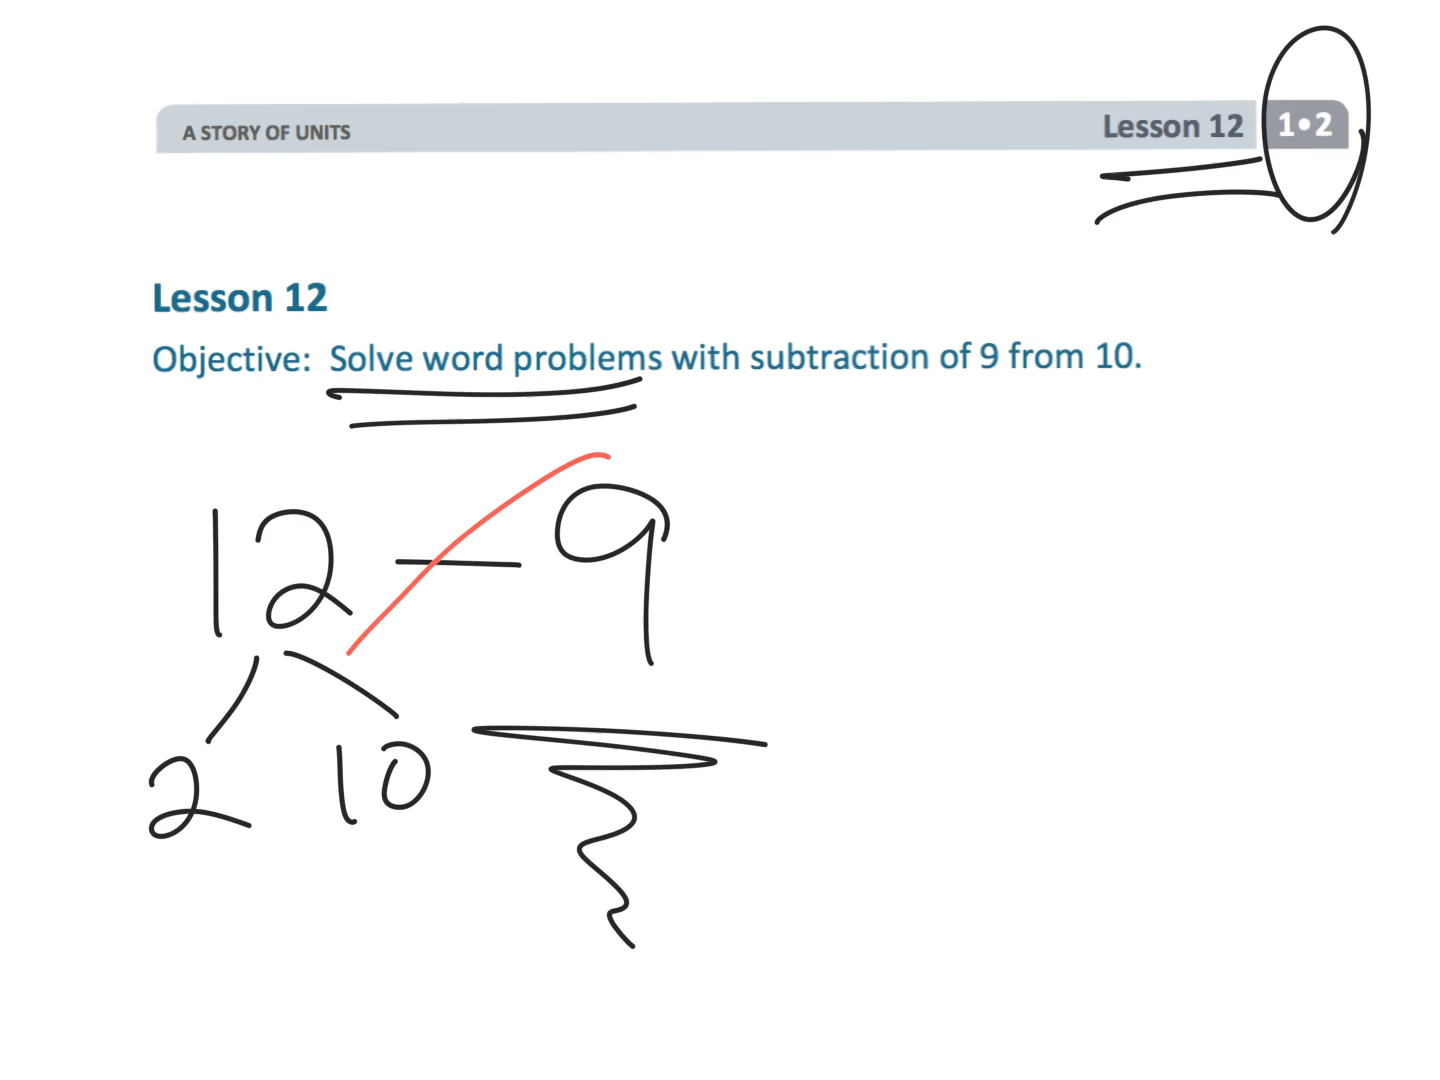 A STORY OF UNITS Lesson 12 1•2
Lesson 12
Objective: Solve word problems with subtraction of 9 from 10.
12 — 9
2 10